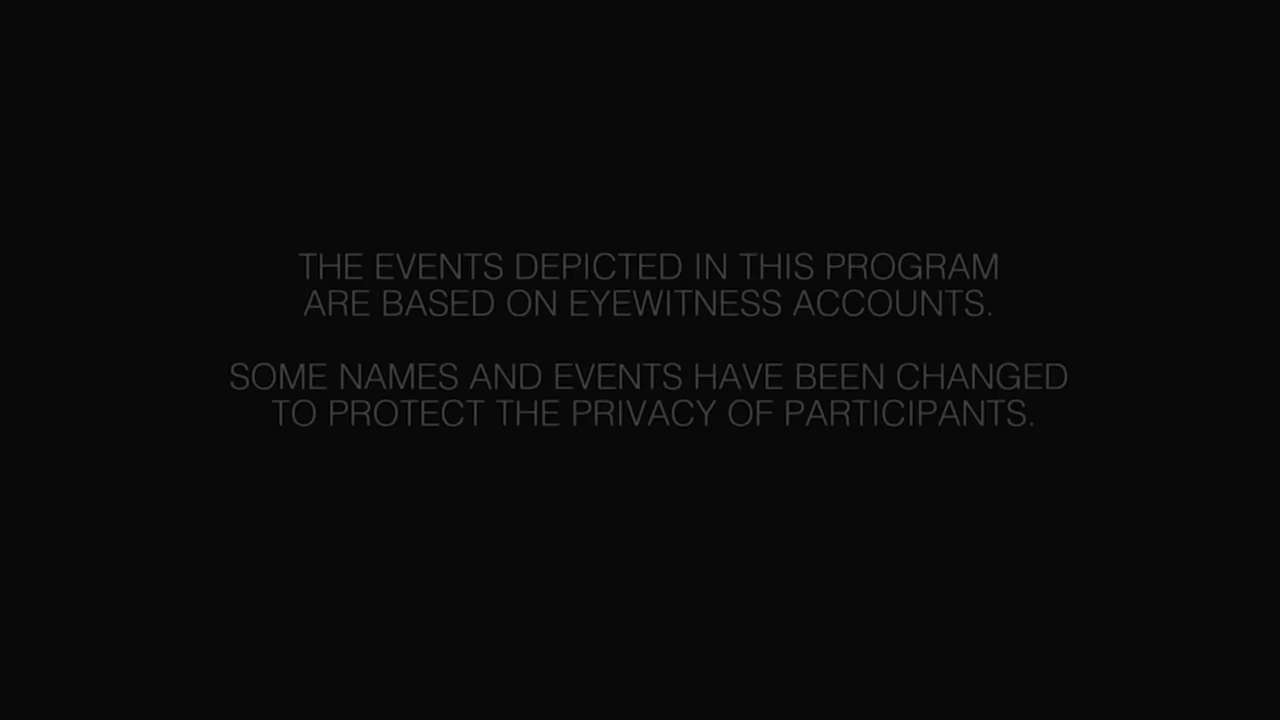 THE EVENTS DEPICTED IN THIS PROGRAM
ARE BASED ON EYEWITNESS ACCOUNTS.
SOME NAMES AND EVENTS HAVE BEEN CHANGED
TO PROTECT THE PRIVACY OF PARTICIPANTS.